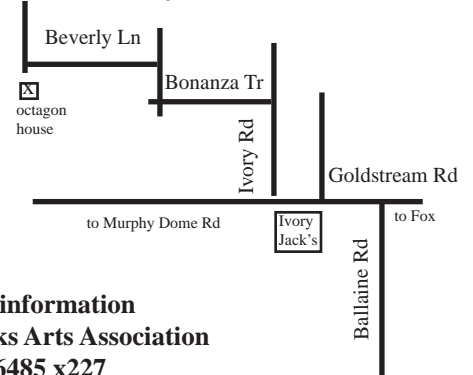 Beverly Ln
Bonanza Tr
X
octagon
house
Ivory Rd
Goldstream Rd
to Murphy Dome Rd
Ivory
Jack's
to Fox
Ballaine Rd
information
Arts Association
6485 x227